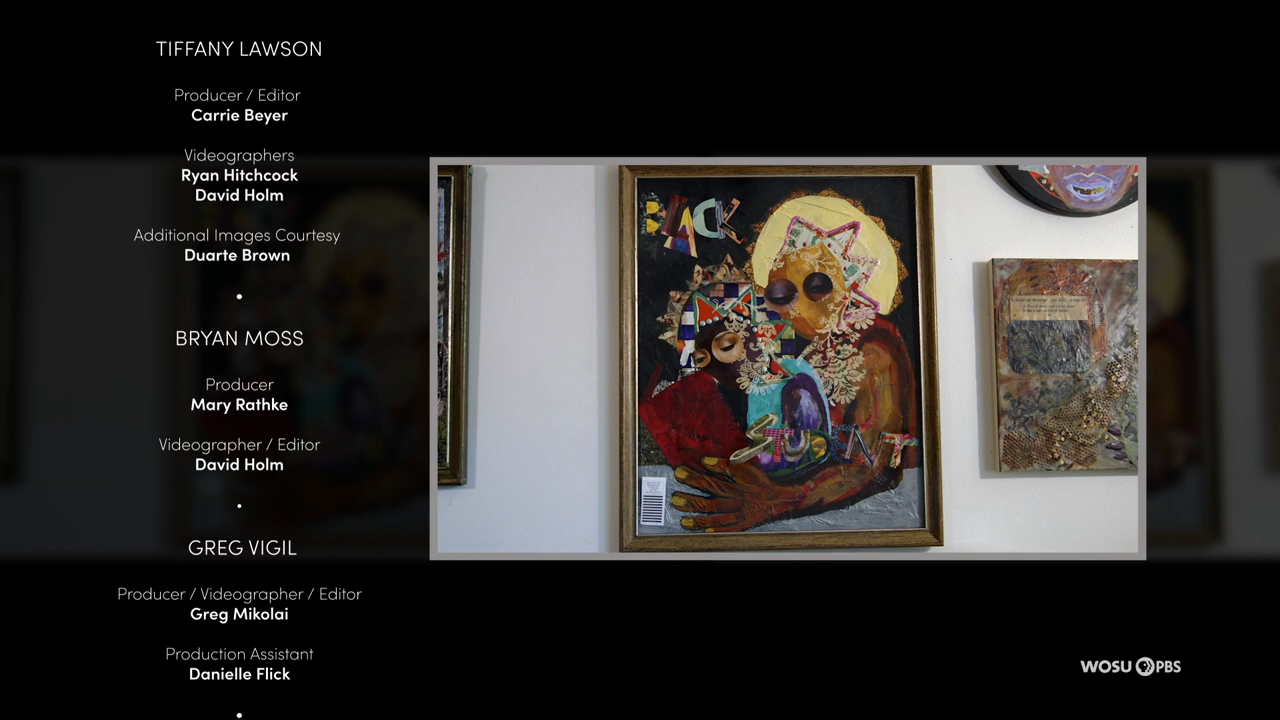 TIFFANY LAWSON
Producer / Editor
Carrie Beyer
Videographers
Ryan Hitchcock
David Holm
Additional Images Courtesy
Duarte Brown
•
BRYAN MOSS
Producer
Mary Rathke
Videographer / Editor
David Holm
•
GREG VIGIL
Producer / Videographer / Editor
Greg Mikolai
Production Assistant
Danielle Flick
•
BLACK
STUDENT
WOSU PBS